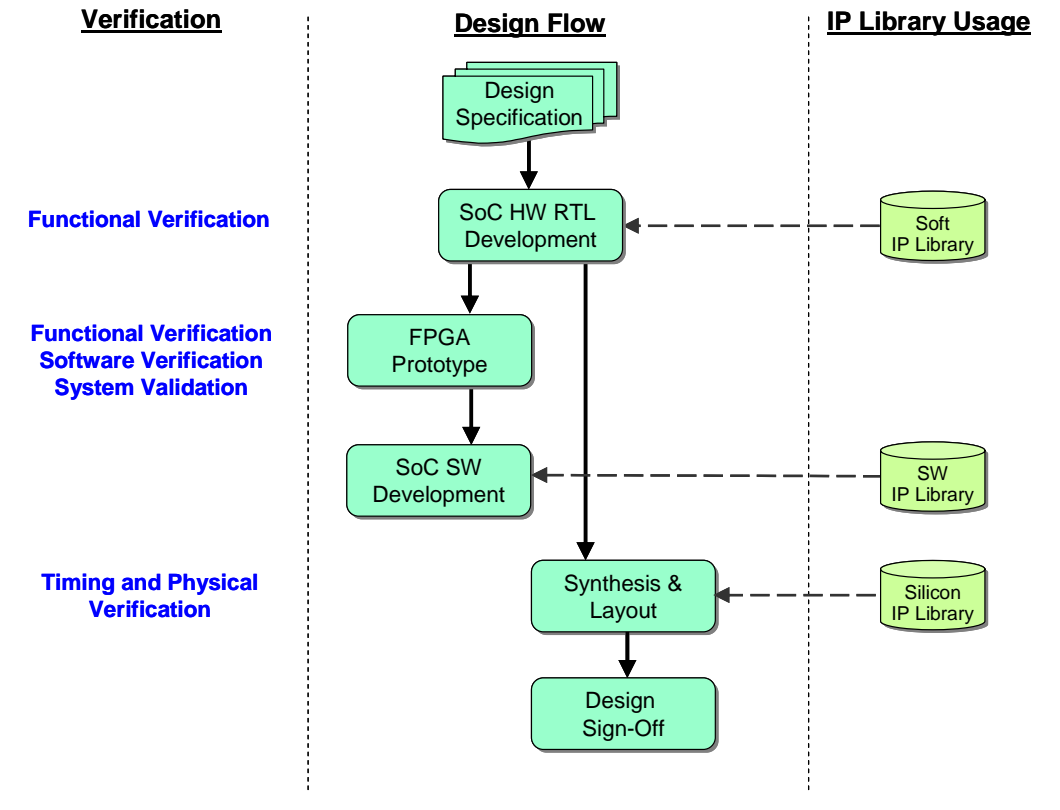 Verification
Design Flow
IP Library Usage
Design
Specification
Functional Verification
SoC HW RTL
Development
Soft
IP Library
Functional Verification
Software Verification
System Validation
FPGA
Prototype
SoC SW
Development
SW
IP Library
Timing and Physical
Verification
Synthesis &
Layout
Silicon
IP Library
Design
Sign-Off